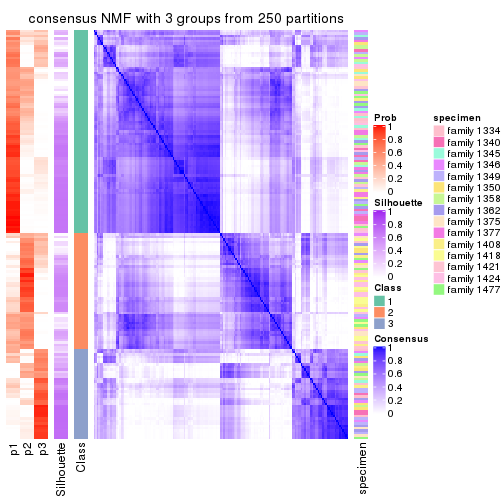 consensus NMF with 3 groups from 250 partitions
Prob
1
0.8
0.6
0.4
0.2
0
Silhouette
1
0.8
0.6
0.4
0.2
0
Class
1
2
3
Consensus
1
0.8
0.6
0.4
0.2
0
specimen
family 1334
family 1340
family 1345
family 1346
family 1349
family 1350
family 1358
family 1362
family 1375
family 1377
family 1408
family 1418
family 1421
family 1424
family 1477
p1
p2
p3
Silhouette
Class
specimen